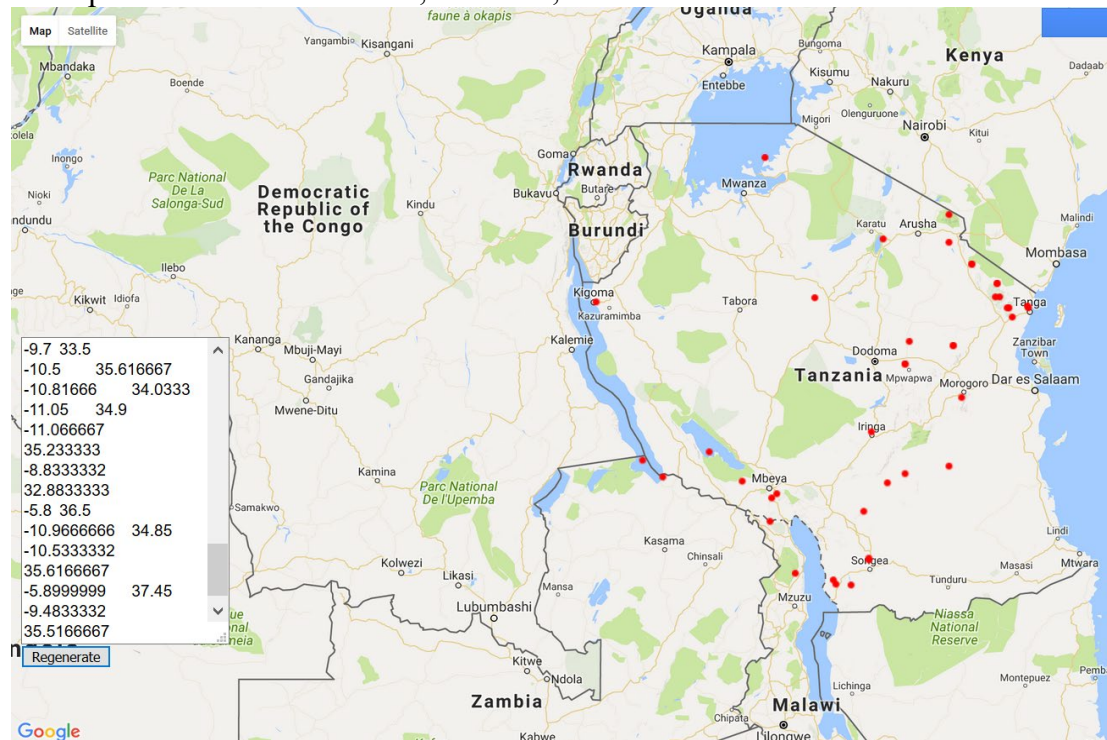 Map
Satellite
faune à okapis
Uganda
Yangambi
Kisangani
Mbandaka
Boende
Kampala
Entebbe
Bungoma
Kisumu
Nakuru
Kenya
Dadaab
Olenguruone
Migori
Nairobi
Kitui
Inongo
Nioki
Parc National
De La
Salonga-Sud
Goma
Rwanda
Bukavu
Butare
Mwanza
Democratic
Republic of
the Congo
Kindu
Burundi
Karatu
Arusha
Malindi
Mombasa
Ilebo
Kikwit
Idiofa
Kigoma
Kazuramimba
Tabora
Tanga
Kananga
Mbuji-Mayi
Kalemie
Dodoma
Zanzibar
Town
Gandajika
Tanzania
Mpwapwa
Morogoro
Dar es Salaam
Mwene-Ditu
Iringa
Kamina
Parc National
De l'Upemba
Mbeya
Samakwo
Kasama
Chinsali
Lindi
Kolwezi
Likasi
Mansa
Songea
Tunduru
Masasi
Mtwara
Lubumbashi
Mzuzu
Niassa
National
Reserve
Kitwe
Ndola
Lichinga
Montepuez
Pemb
Zambia
Malawi
Chipata
Lilongwe
Kabwe
-9.7 33.5
-10.5 35.616667
-10.81666 34.0333
-11.05 34.9
-11.066667
35.233333
-8.8333332
32.8833333
-5.8 36.5
-10.9666666 34.85
-10.5333332
35.6166667
-5.8999999 37.45
-9.4833332
35.5166667
Regenerate
Google